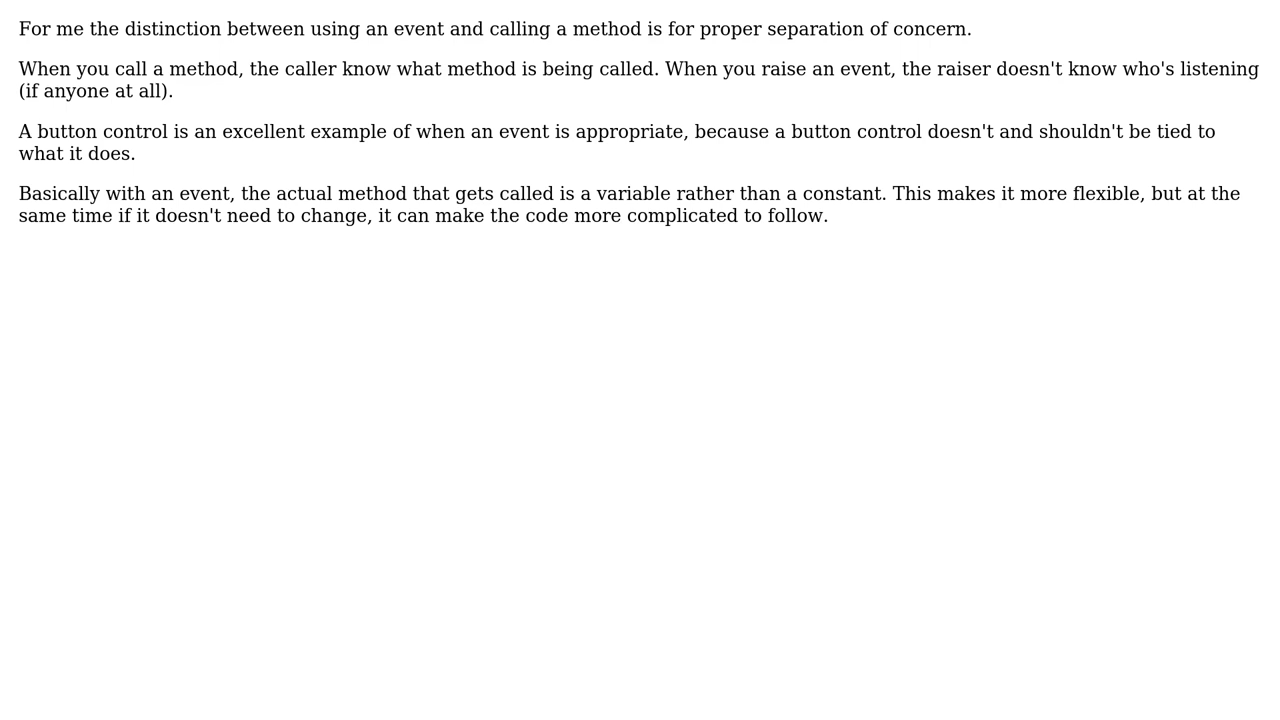 For me the distinction between using an event and calling a method is for proper separation of concern.
When you call a method, the caller know what method is being called. When you raise an event, the raiser doesn't know who's listening
(if anyone at all).
A button control is an excellent example of when an event is appropriate, because a button control doesn't and shouldn't be tied to
what it does.
Basically with an event, the actual method that gets called is a variable rather than a constant. This makes it more flexible, but at the
same time if it doesn't need to change, it can make the code more complicated to follow.